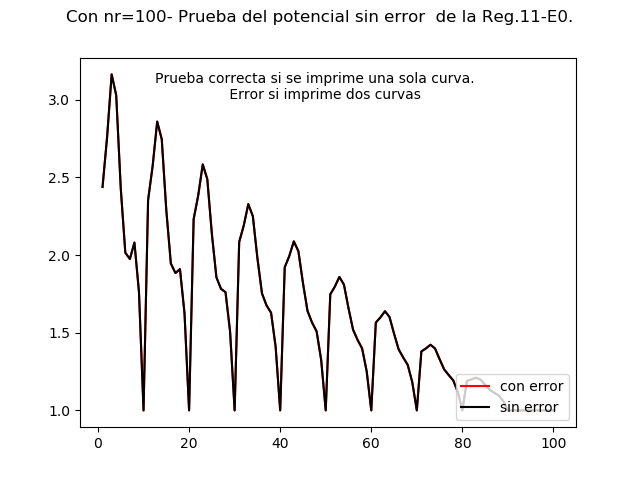 Con nr=100- Prueba del potencial sin error  de la Reg.11-E0.
Prueba correcta si se imprime una sola curva.
Error si imprime dos curvas
3.0
2.5
2.0
1.5
1.0
con error
sin error
0
20
40
60
80
100